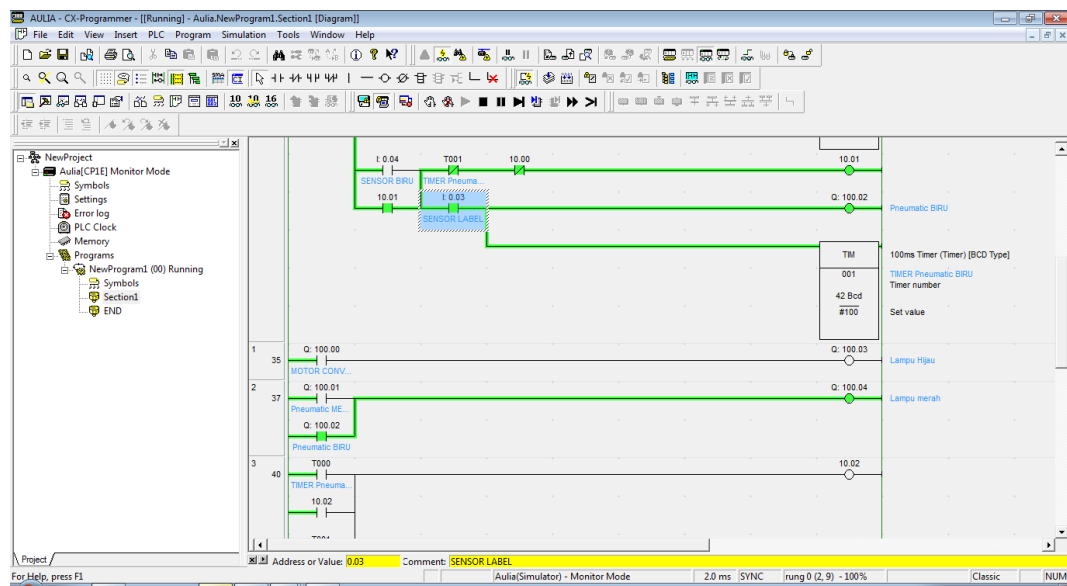 AULIA - CX-Programmer - [[Running] - Aulia.NewProgram1.Section1 [Diagram]]
File Edit View Insert PLC Program Simulation Tools Window Help
10 10 16
NewProject
Aulia[CP1E] Monitor Mode
Symbols
Settings
Error log
PLC Clock
Memory
Programs
NewProgram1 (00) Running
Symbols
Section1
END
Project
I: 0.04 T001 10.00 10.01
SENSOR BIRU TIMER Pneuma...
10.01 I: 0.03 Q: 100.02
SENSOR LABEL Pneumatic BIRU
TIM 100ms Timer (Timer) [BCD Type]
001 TIMER Pneumatic BIRU
Timer number
42 Bcd
#100 Set value
1 Q: 100.00 Q: 100.03
35 Lampu Hijau
MOTOR CONV...
2 Q: 100.01 Q: 100.04
37 Lampu merah
Pneumatic ME...
Q: 100.02
Pneumatic BIRU
3 T000 10.02
40
TIMER Pneuma...
10.02
Address or Value: 0.03 Comment: SENSOR LABEL
For Help, press F1 Aulia(Simulator) - Monitor Mode 2.0 ms SYNC rung 0 (2, 9) - 100% Classic NUM